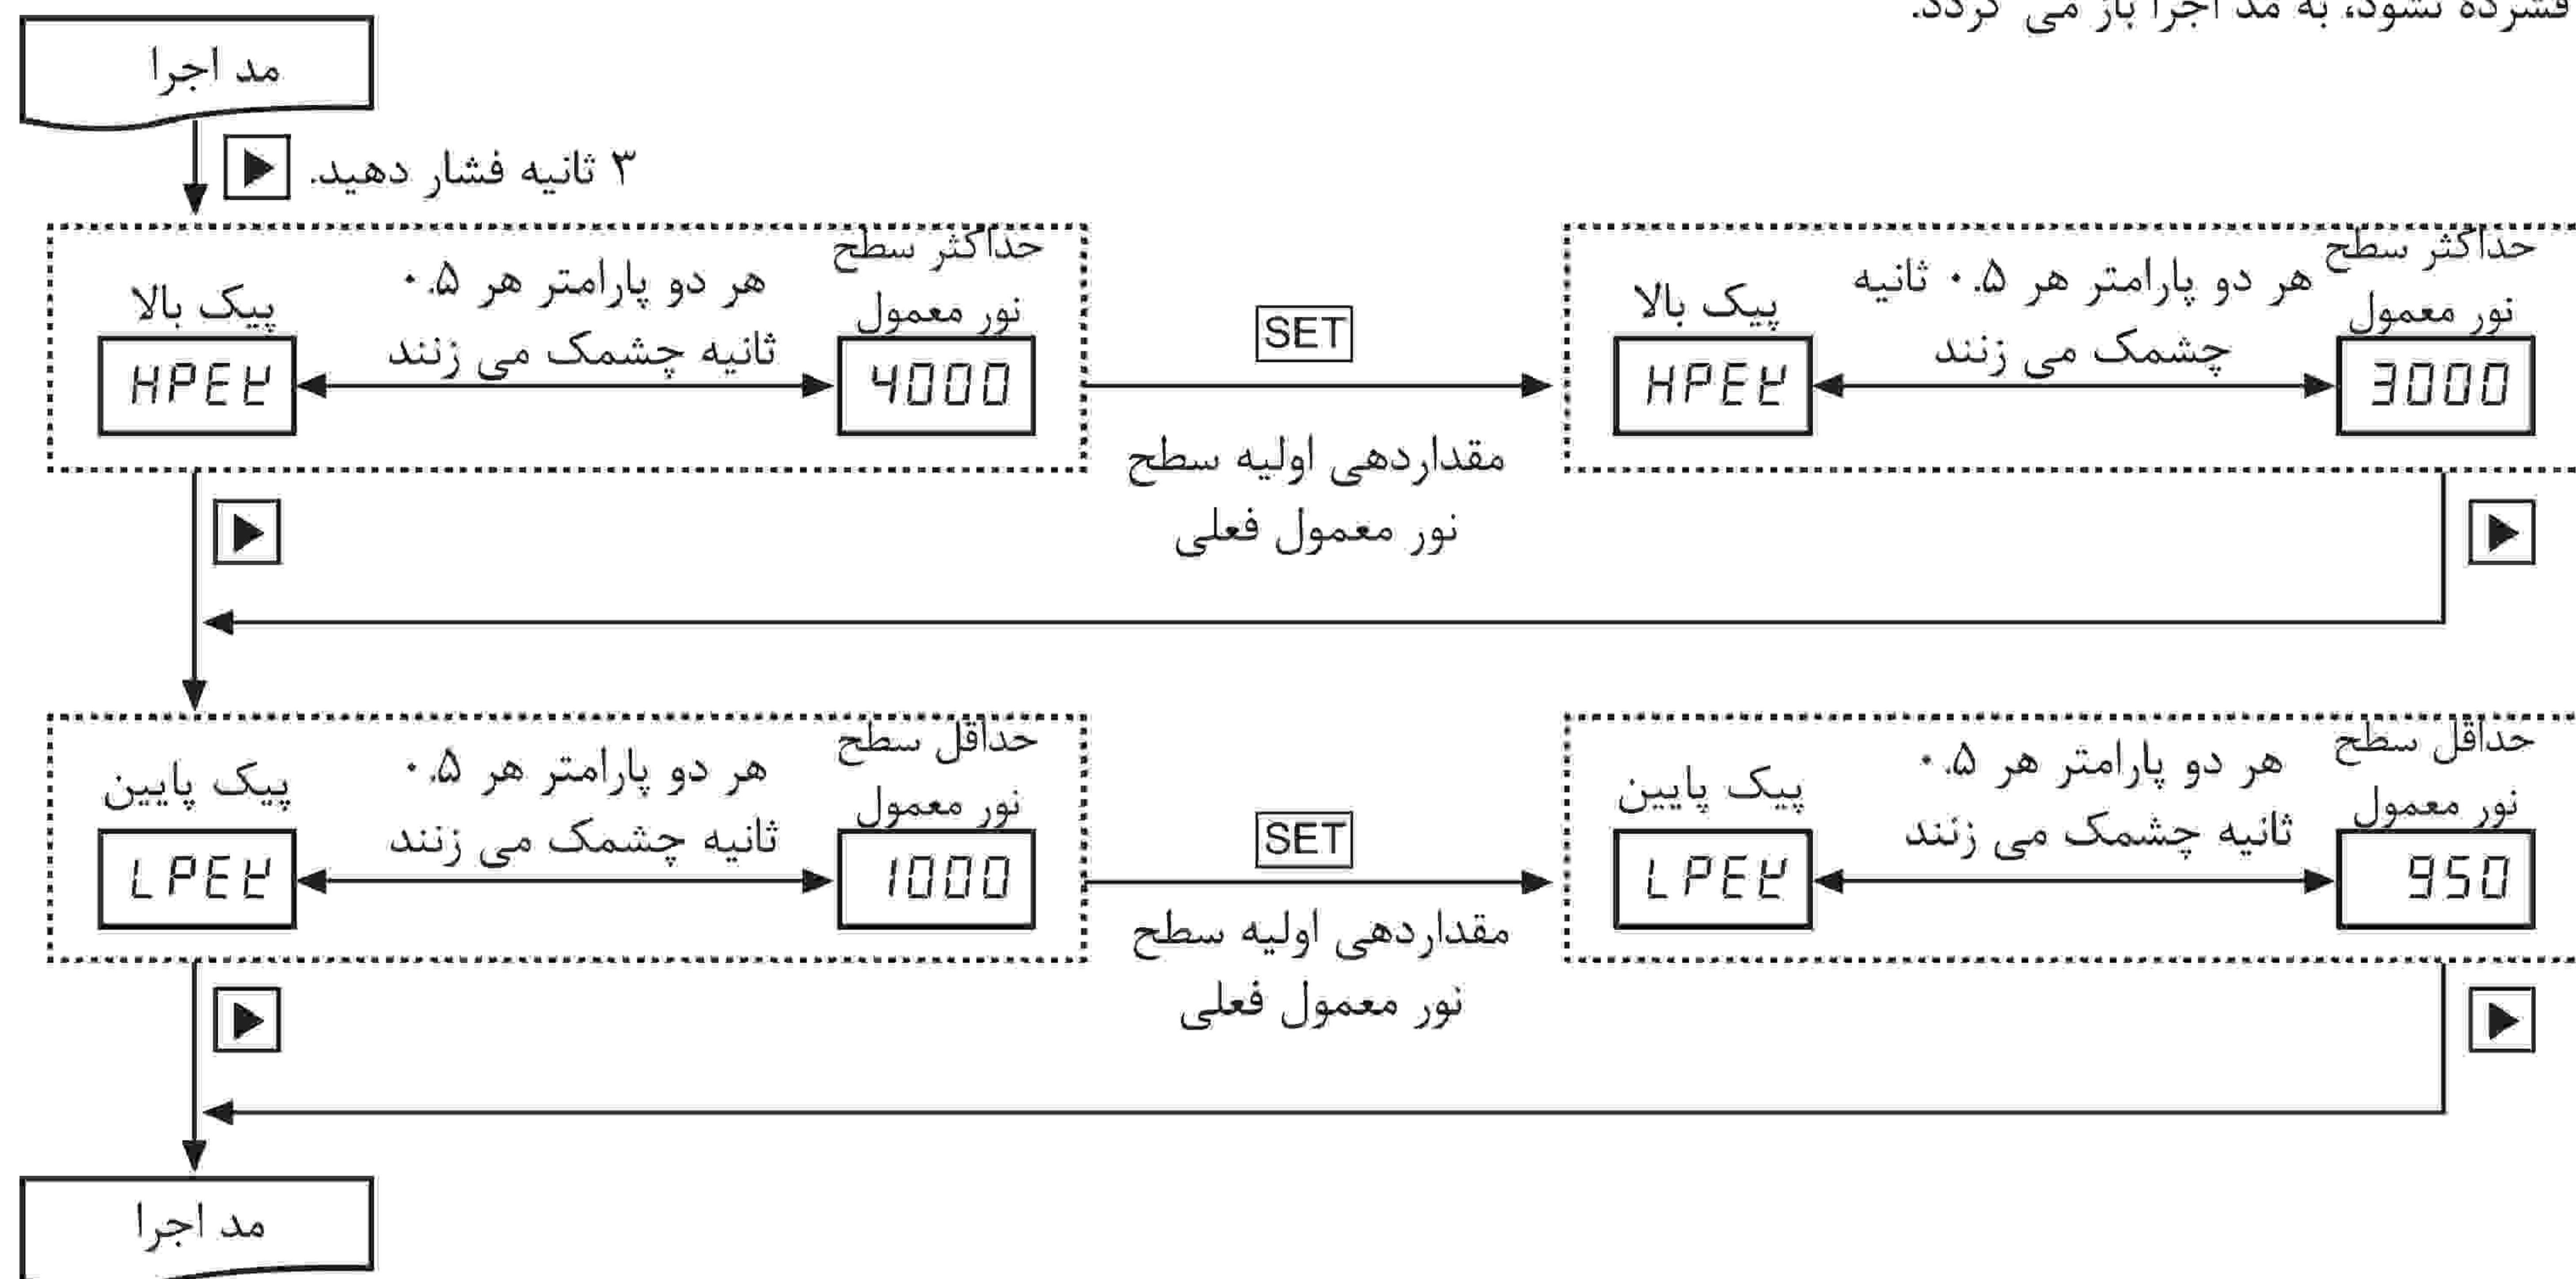 فشرده نشود، به مد اجرا باز می گردد.
مد اجرا
۳ ثانیه فشار دهید.
پیک بالا
HPEK
هر دو پارامتر هر ۰.۵
ثانیه چشمک می زنند
حداکثر سطح
نور معمول
4000
SET
مقداردهی اولیه سطح
نور معمول فعلی
پیک بالا
HPEK
هر دو پارامتر هر ۰.۵ ثانیه
چشمک می زنند
حداکثر سطح
نور معمول
3000
پیک پایین
LPEK
هر دو پارامتر هر ۰.۵
ثانیه چشمک می زنند
حداقل سطح
نور معمول
1000
SET
مقداردهی اولیه سطح
نور معمول فعلی
پیک پایین
LPEK
هر دو پارامتر هر ۰.۵
ثانیه چشمک می زنند
حداقل سطح
نور معمول
950
مد اجرا